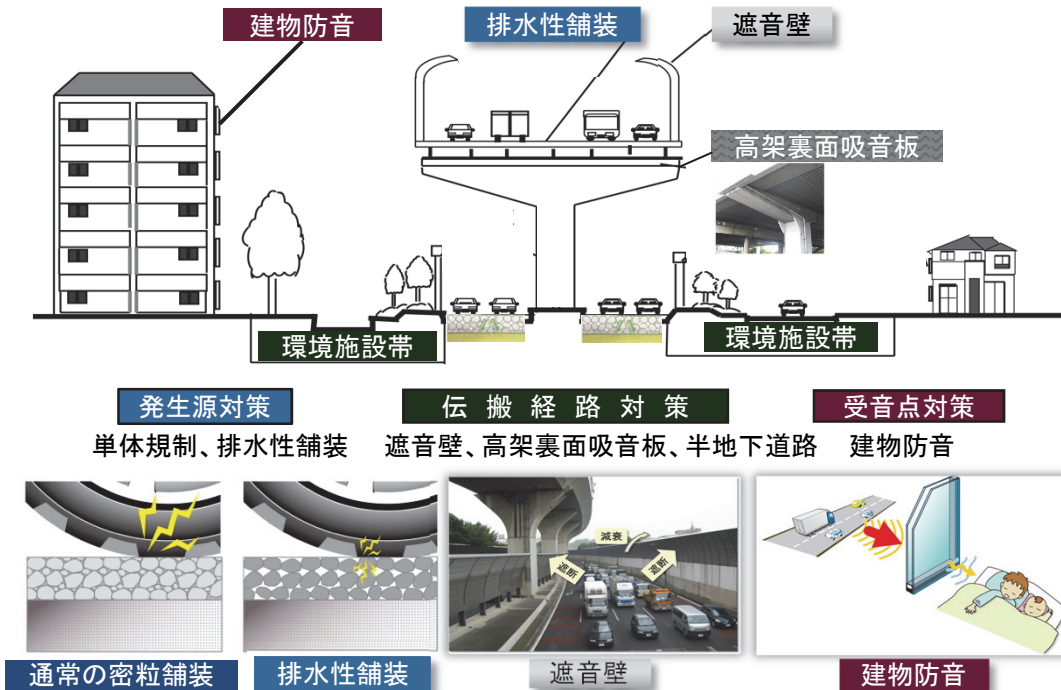 建物防音
排水性舗装
遮音壁
高架裏面吸音板
環境施設帯
環境施設帯
発生源対策
伝搬経路対策
受音点対策
単体規制、排水性舗装
遮音壁、高架裏面吸音板、半地下道路
建物防音
減衰
遮断
遮断
通常の密粒舗装
排水性舗装
遮音壁
建物防音